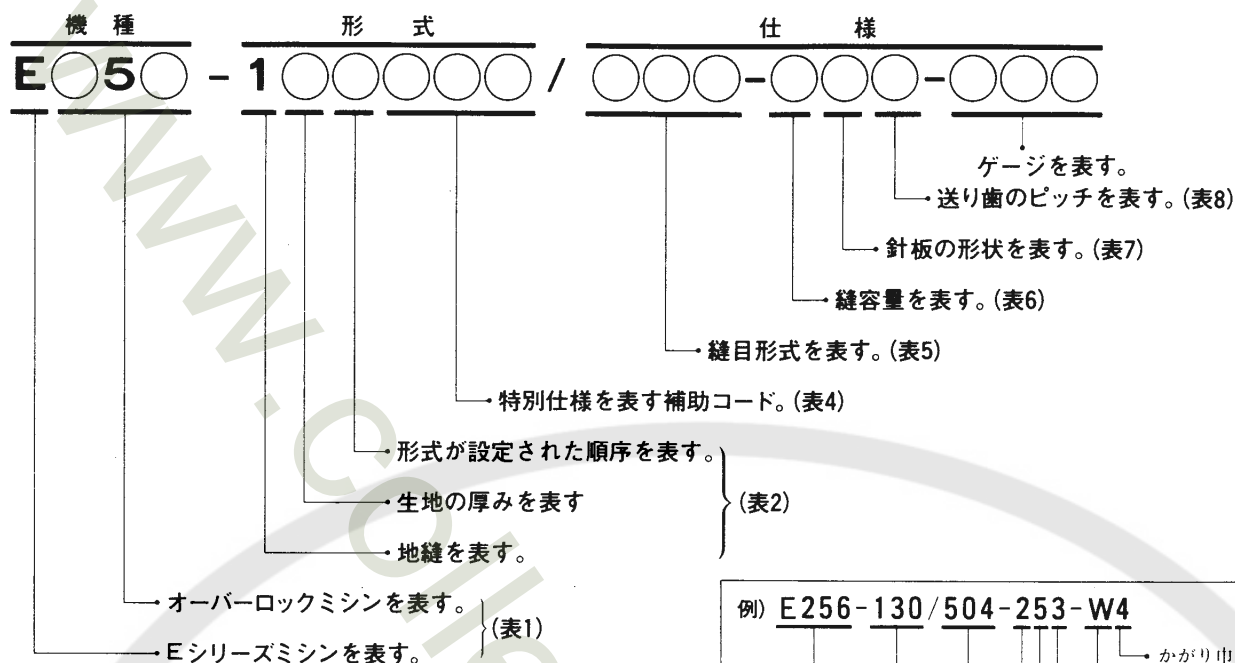 機種 形式 仕様
E○5○-1○○○○○/○○○-○○○-○○○
ゲージを表す。
送り歯のピッチを表す。(表8)
針板の形状を表す。(表7)
縫容量を表す。(表6)
縫目形式を表す。(表5)
特別仕様を表す補助コード。(表4)
形式が設定された順序を表す。
生地の厚みを表す
(表2)
地縫を表す。
オーバーロックミシンを表す。
(表1)
Eシリーズミシンを表す。
例) E256-130/504-253-W4
かがり巾
www.colle